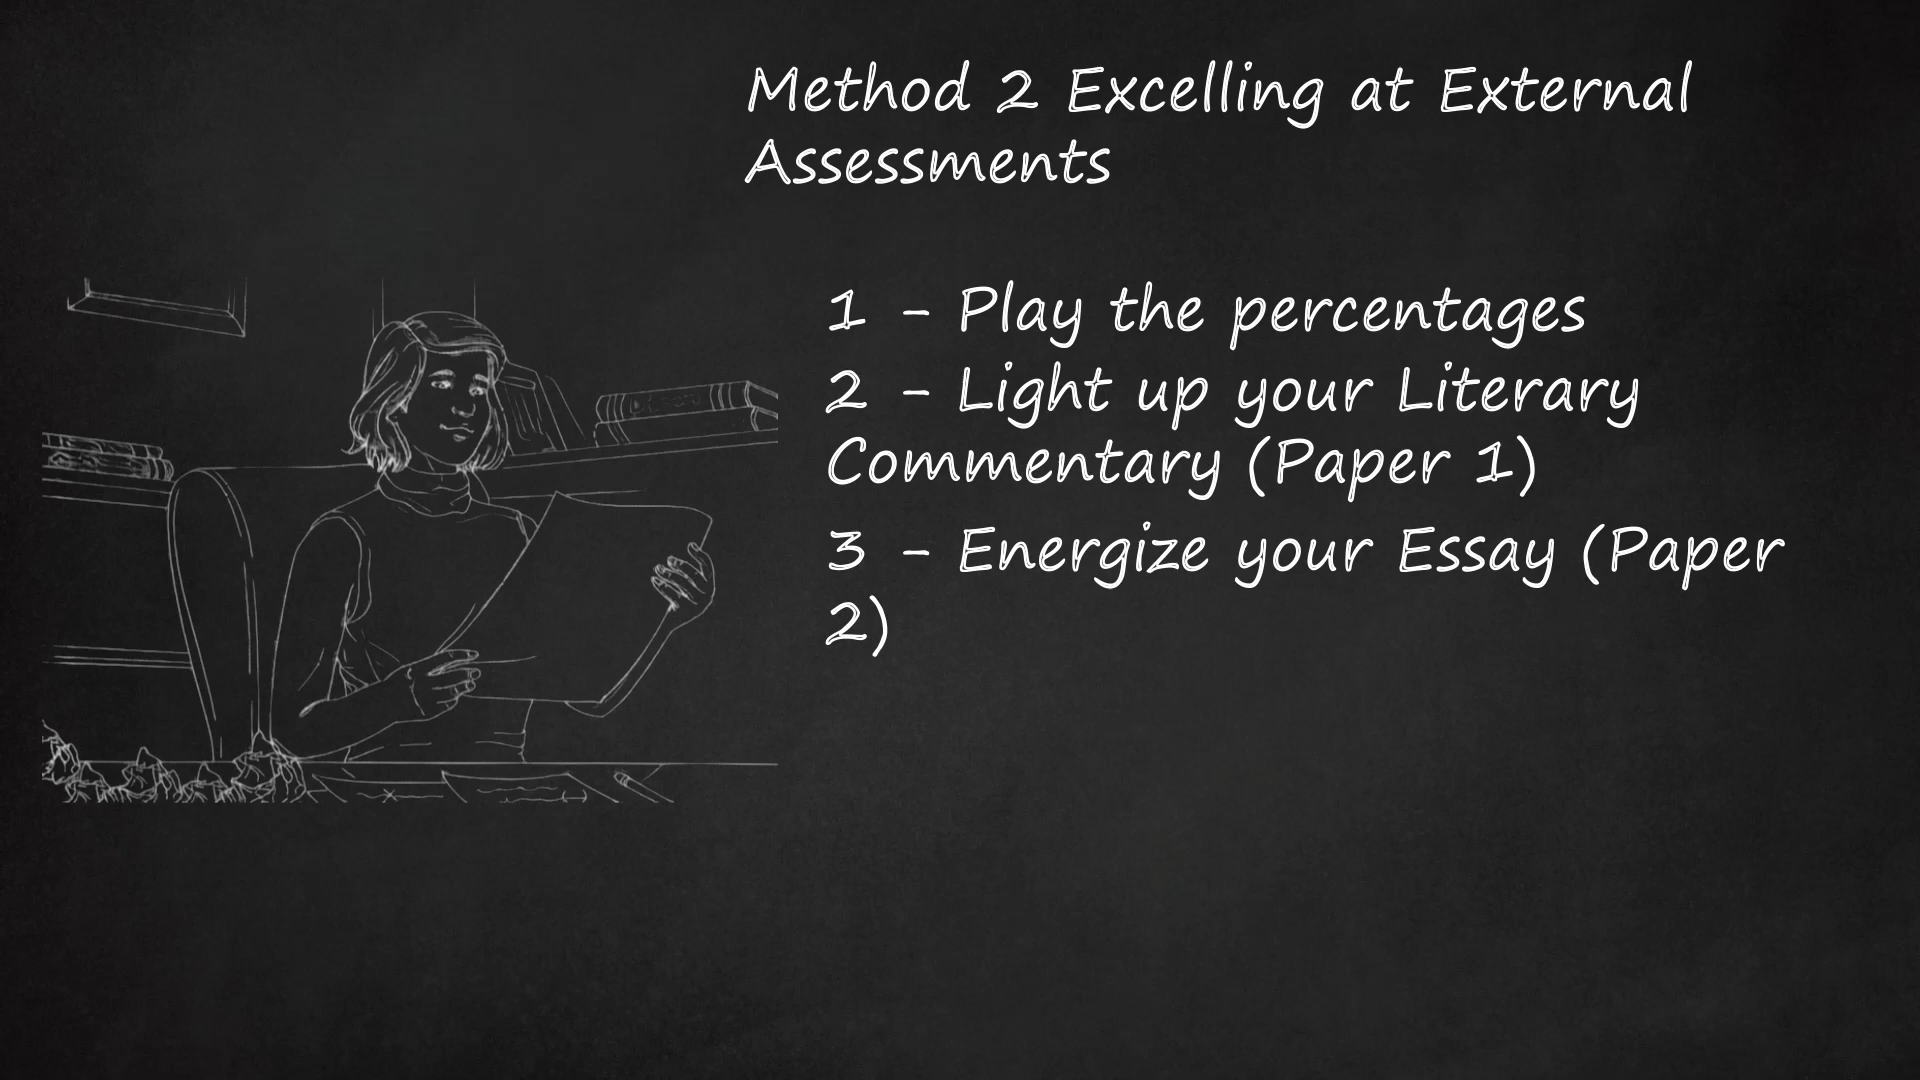 Method 2 Excelling at External
Assessments
1 - Play the percentages
2 - Light up your Literary
Commentary (Paper 1)
3 - Energize your Essay (Paper
2)